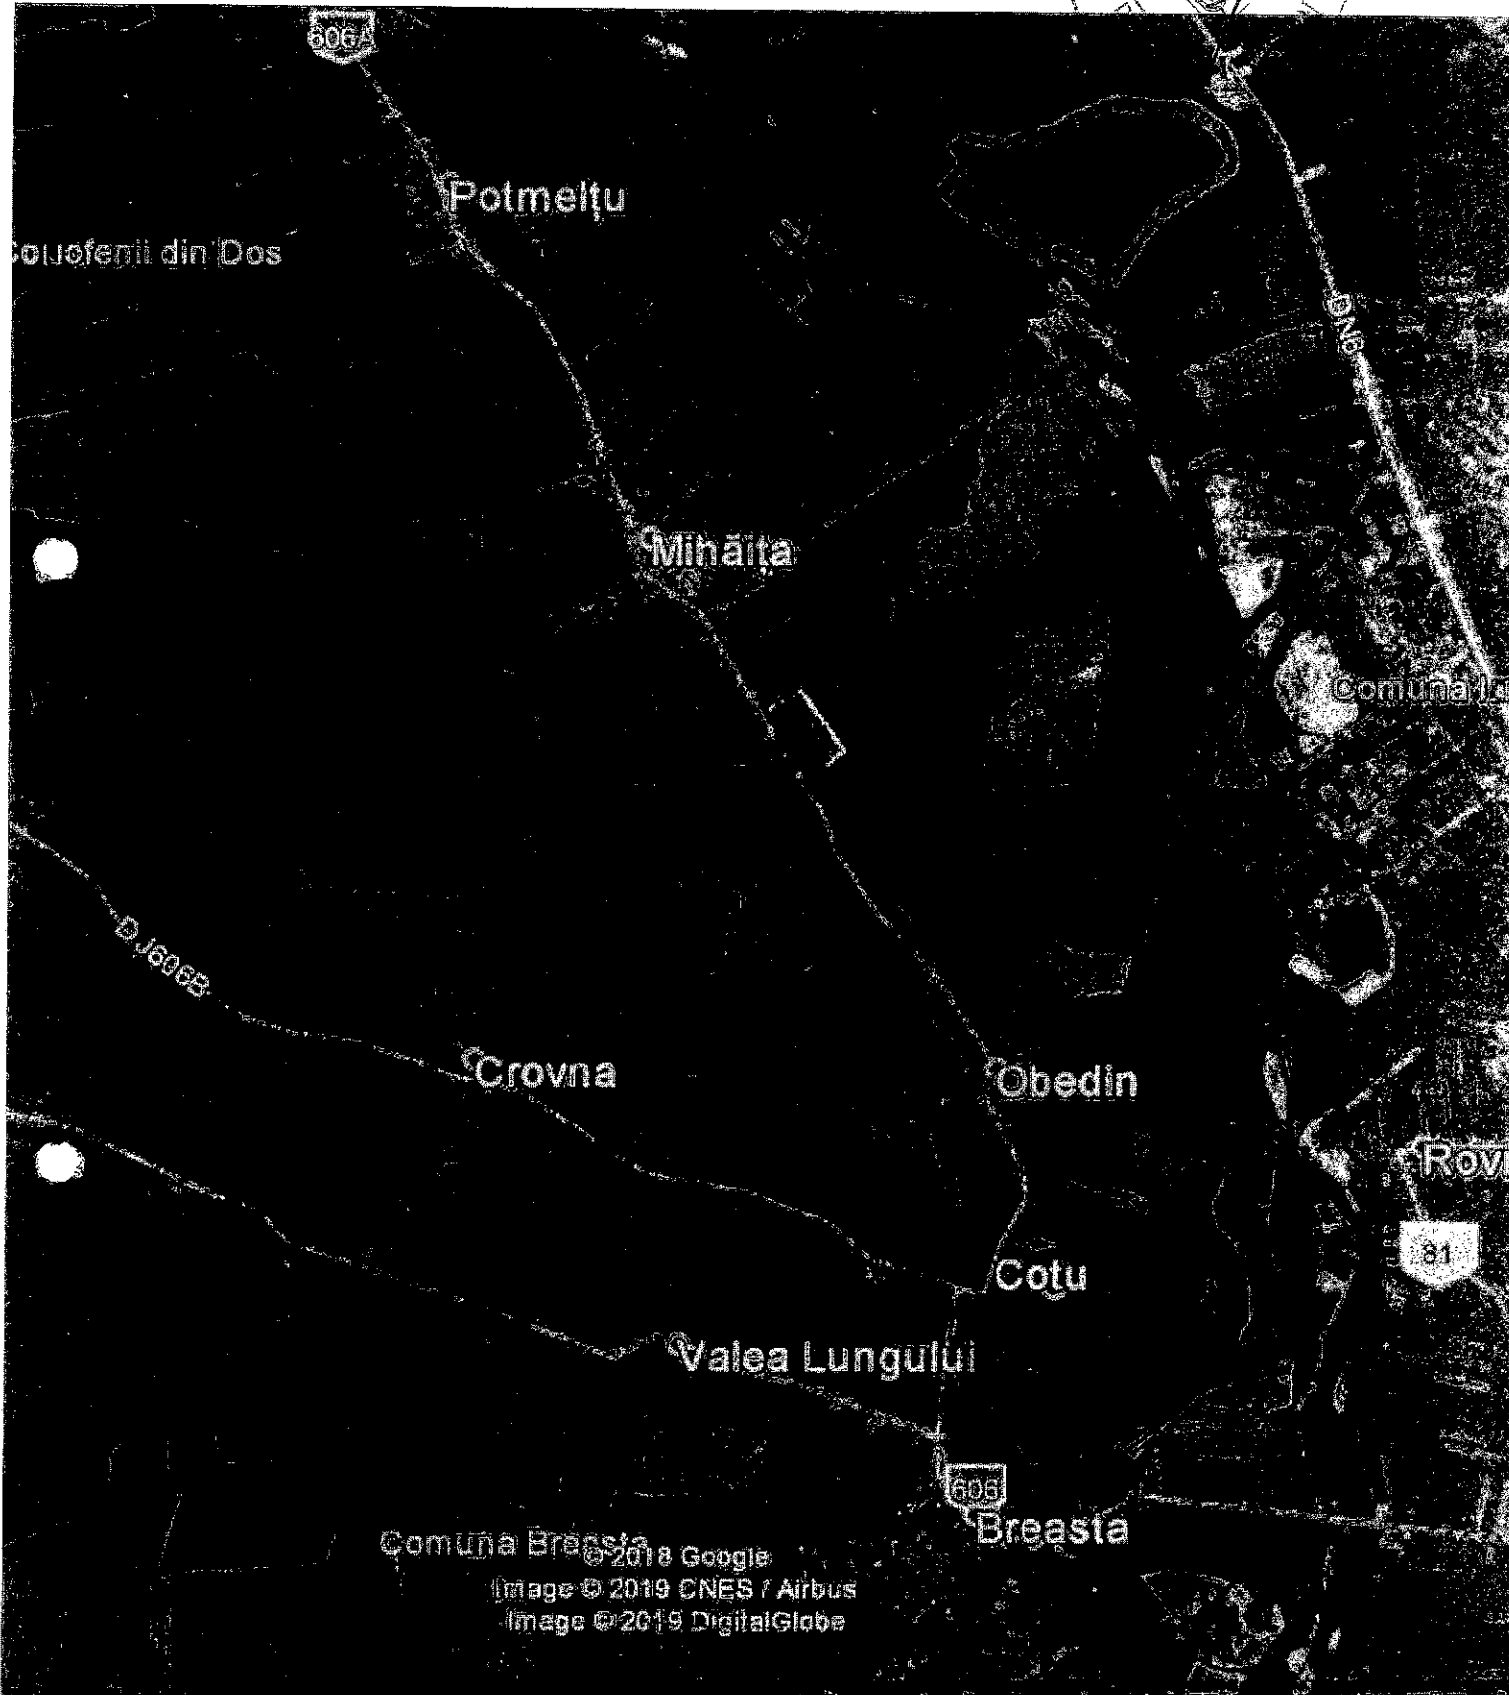 606A
Potmelțu
Coțofenii din Dos
DN6
Mihăița
Comuna I
DJ606B
Crovna
Obedin
Rov
81
Coțu
Valea Lungului
606
Breasta
Comuna Breasta
© 2018 Google
Image © 2019 CNES / Airbus
Image © 2019 DigitalGlobe